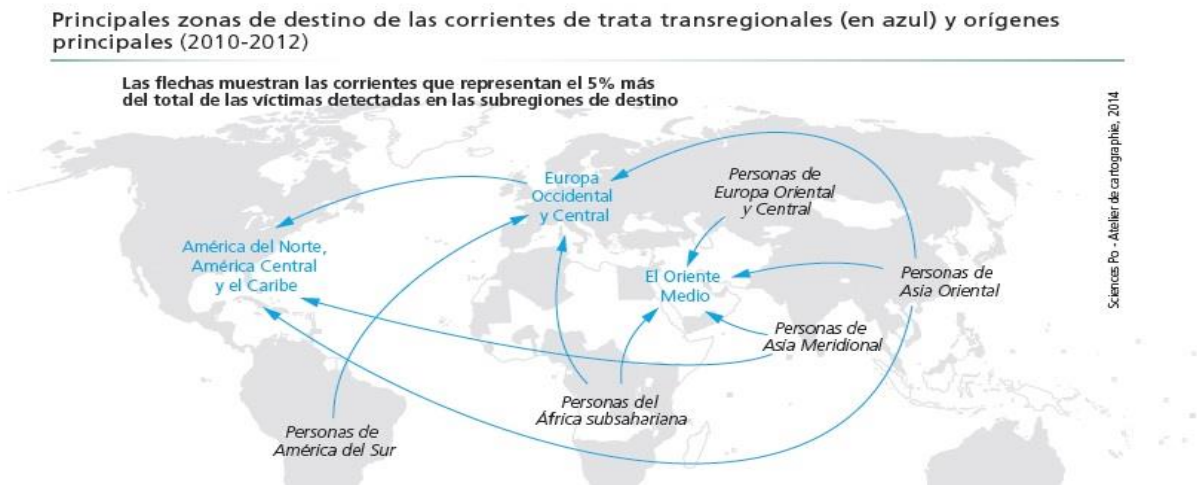 Principales zonas de destino de las corrientes de trata transregionales (en azul) y orígenes
principales (2010-2012)
Las flechas muestran las corrientes que representan el 5% más
del total de las víctimas detectadas en las subregiones de destino
Sciences Po - Atelier de cartographie, 2014
Europa
Occidental
y Central
Personas de
Europa Oriental
y Central
América del Norte,
América Central
y el Caribe
El Oriente
Medio
Personas de
Asia Oriental
Personas de
Asia Meridional
Personas del
África subsahariana
Personas de
América del Sur